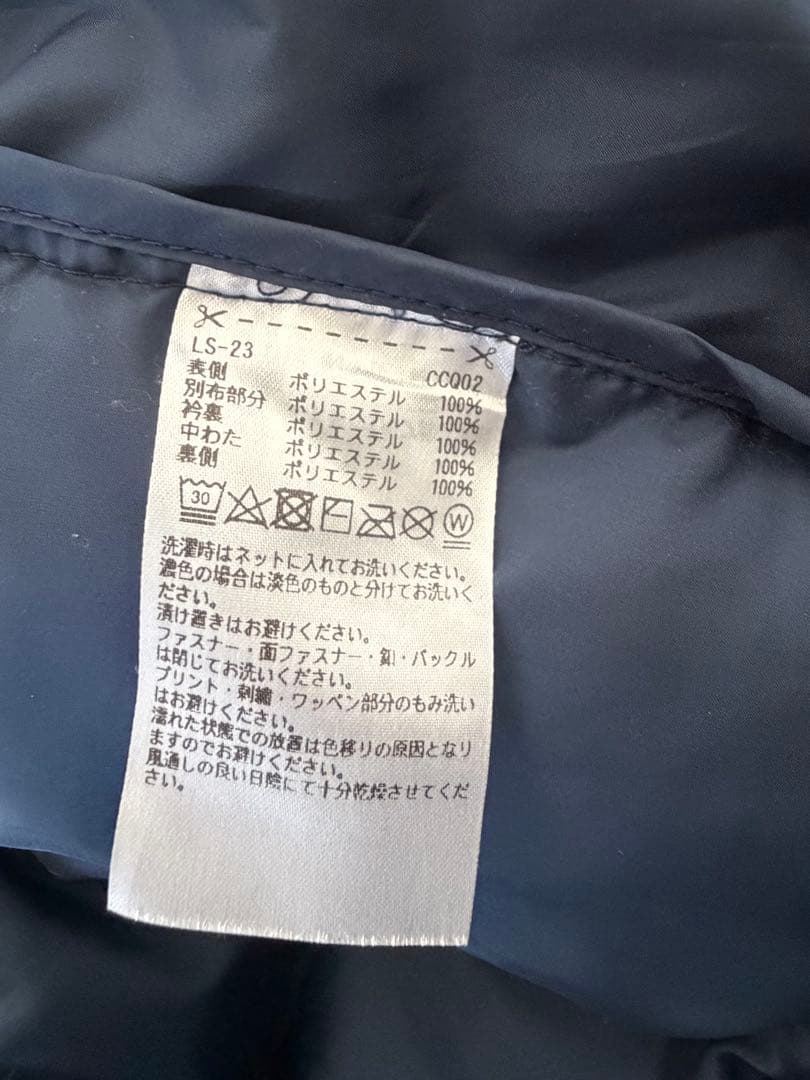 LS-23 CCQ02
表側 ポリエステル 100%
別布部分 ポリエステル 100%
衿裏 ポリエステル 100%
中わた ポリエステル 100%
裏側 ポリエステル 100%
30 W
洗濯時はネットに入れてお洗いください。
濃色の場合は淡色のものと分けてお洗いく
ださい。
漬け置きはお避けください。
ファスナー・面ファスナー・釦・バックル
は閉じてお洗いください。
プリント・刺繍・ワッペン部分のもみ洗い
はお避けください。
濡れた状態での放置は色移りの原因となり
ますのでお避けください。
風通しの良い日陰にて十分乾燥させてくだ
さい。